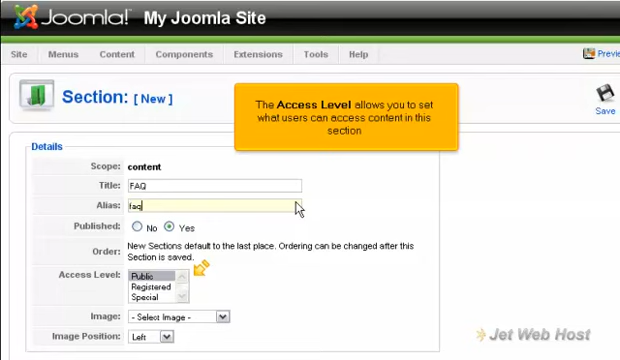 Joomla! My Joomla Site
Site Menus Content Components Extensions Tools Help
Section: [ New ]
Save
The Access Level allows you to set
what users can access content in this
section
Details
Scope: content
Title: FAQ
Alias: faq
Published: No Yes
Order: New Sections default to the last place. Ordering can be changed after this
Section is saved.
Access Level: Public
Registered
Special
Image: - Select Image -
Image Position: Left
Jet Web Host